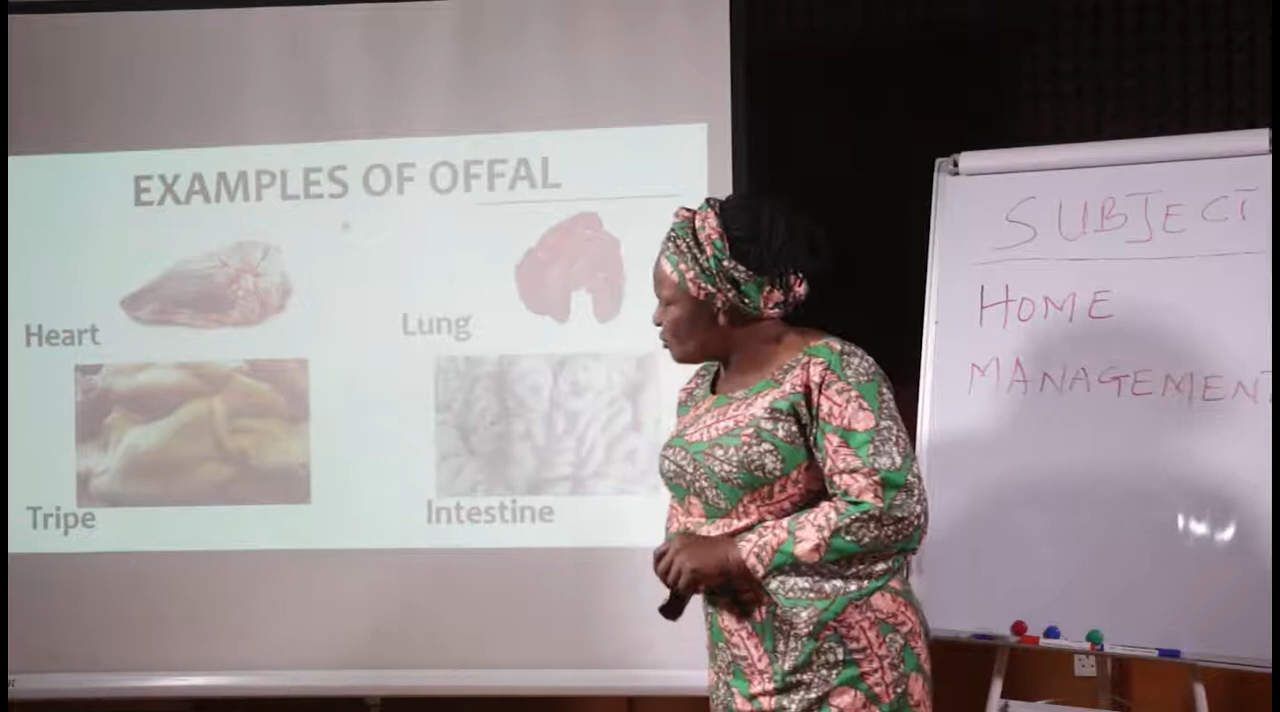 EXAMPLES OF OFFAL
Heart
Lung
Tripe
Intestine
SUBJECT
HOME
MANAGEMENT